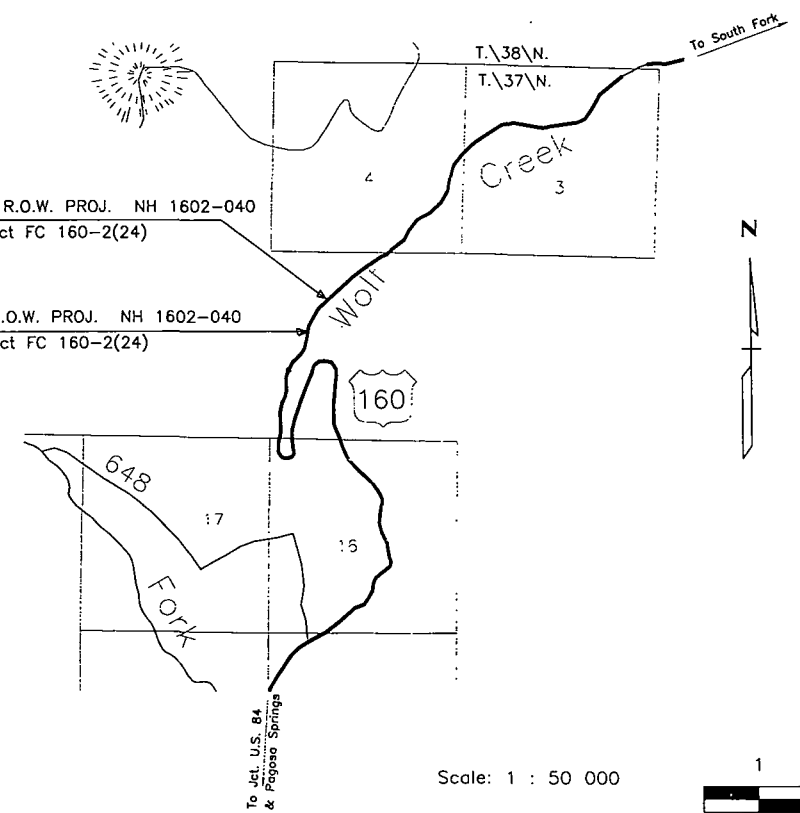 To South Fork
T.\38\N.
T.\37\N.
4
3
Creek
R.O.W. PROJ. NH 1602-040
ct FC 160-2(24)
N
Wolf
.O.W. PROJ. NH 1602-040
ct FC 160-2(24)
160
648
17
16
Fork
To Jct. U.S. 84
& Pagosa Springs
Scale: 1 : 50 000
1